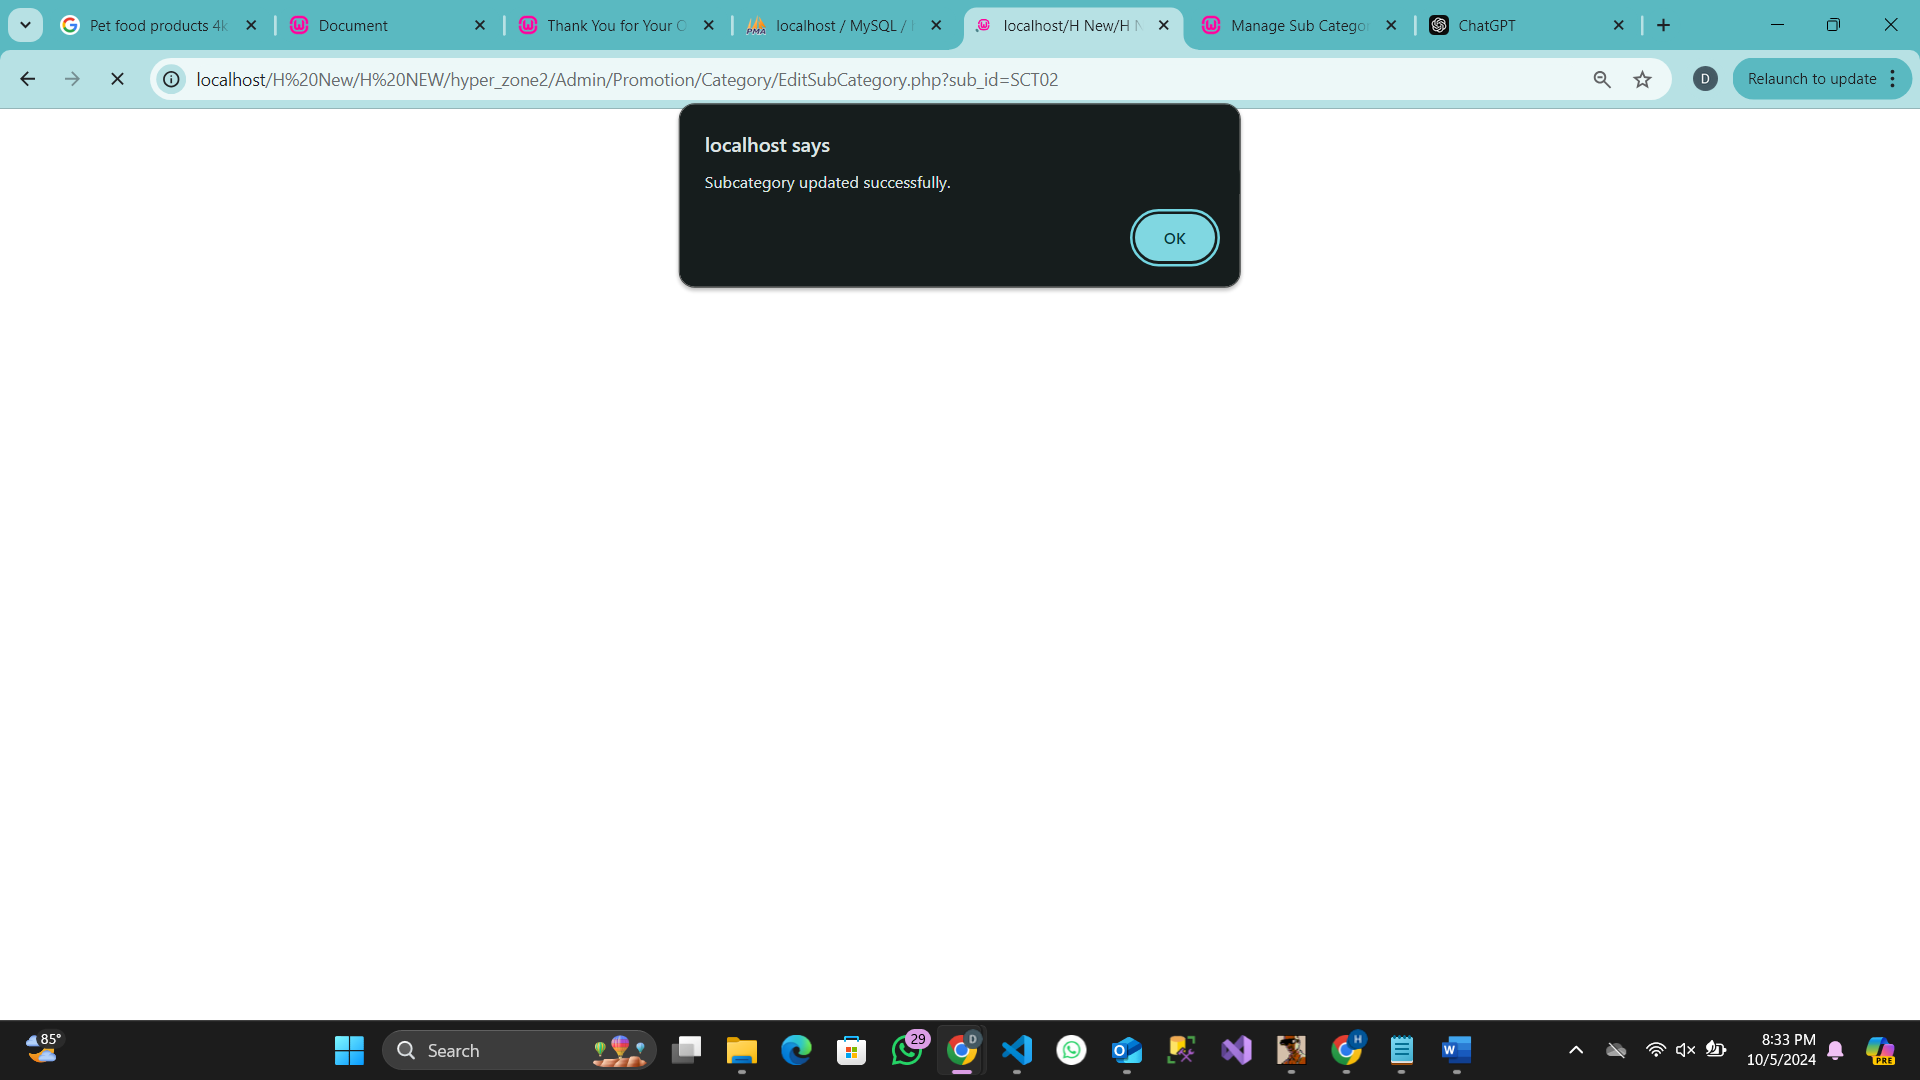 Pet food products 4k
Document
Thank You for Your O
localhost / MySQL /
localhost/H New/H N
Manage Sub Categor
ChatGPT
localhost/H%20New/H%20NEW/hyper_zone2/Admin/Promotion/Category/EditSubCategory.php?sub_id=SCT02
D
Relaunch to update
localhost says
Subcategory updated successfully.
OK
85°
Search
29
D
H
8:33 PM
10/5/2024
PRE